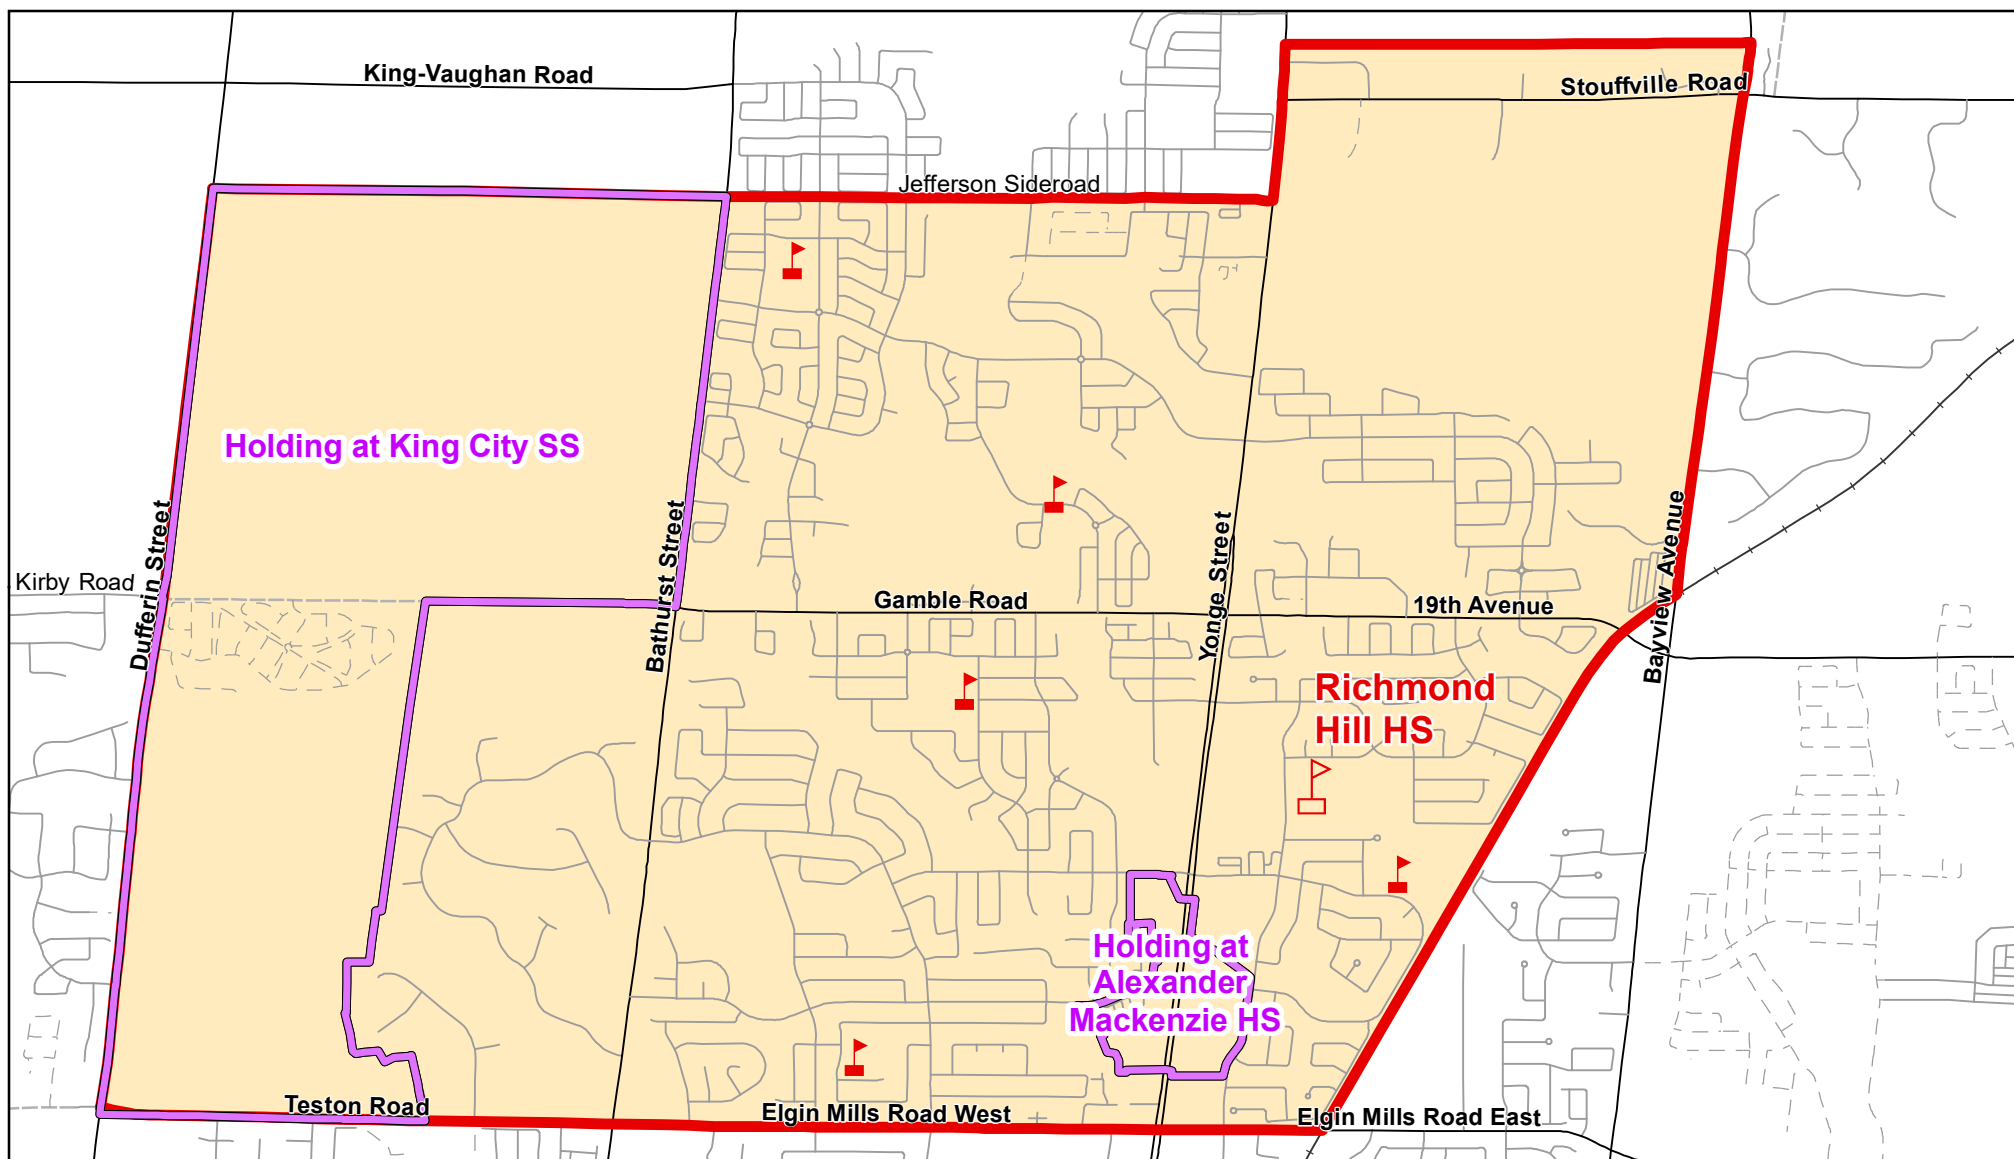 King-Vaughan Road
Stouffville Road
Jefferson Sideroad
Holding at King City SS
Dufferin Street
Bathurst Street
Yonge Street
Bayview Avenue
Kirby Road
Gamble Road
19th Avenue
Richmond
Hill HS
Holding at
Alexander
Mackenzie HS
Teston Road
Elgin Mills Road West
Elgin Mills Road East